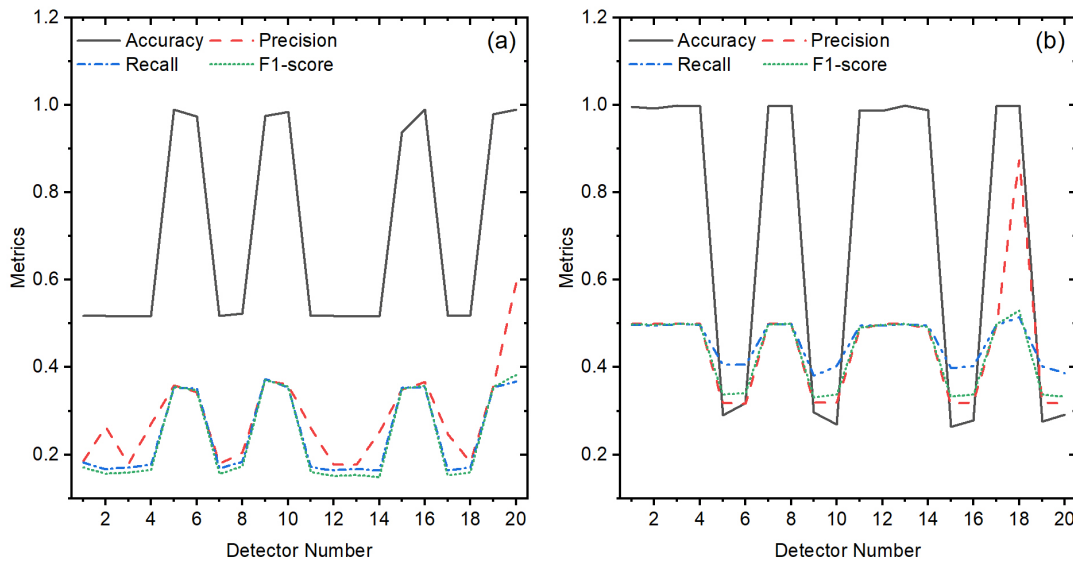 1.2
1.0
0.8
0.6
0.4
0.2
Metrics
Accuracy Precision (a)
Recall F1-score
2 4 6 8 10 12 14 16 18 20
Detector Number
1.2
1.0
0.8
0.6
0.4
0.2
Metrics
Accuracy Precision (b)
Recall F1-score
2 4 6 8 10 12 14 16 18 20
Detector Number